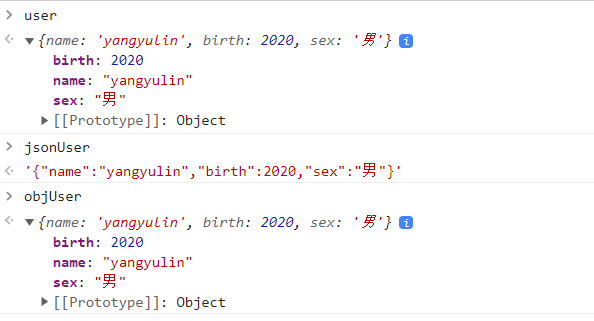 user
{name: 'yangyulin', birth: 2020, sex: '男'} i
birth: 2020
name: "yangyulin"
sex: "男"
[[Prototype]]: Object
jsonUser
'{"name":"yangyulin","birth":2020,"sex":"男"}'
objUser
{name: 'yangyulin', birth: 2020, sex: '男'} i
birth: 2020
name: "yangyulin"
sex: "男"
[[Prototype]]: Object